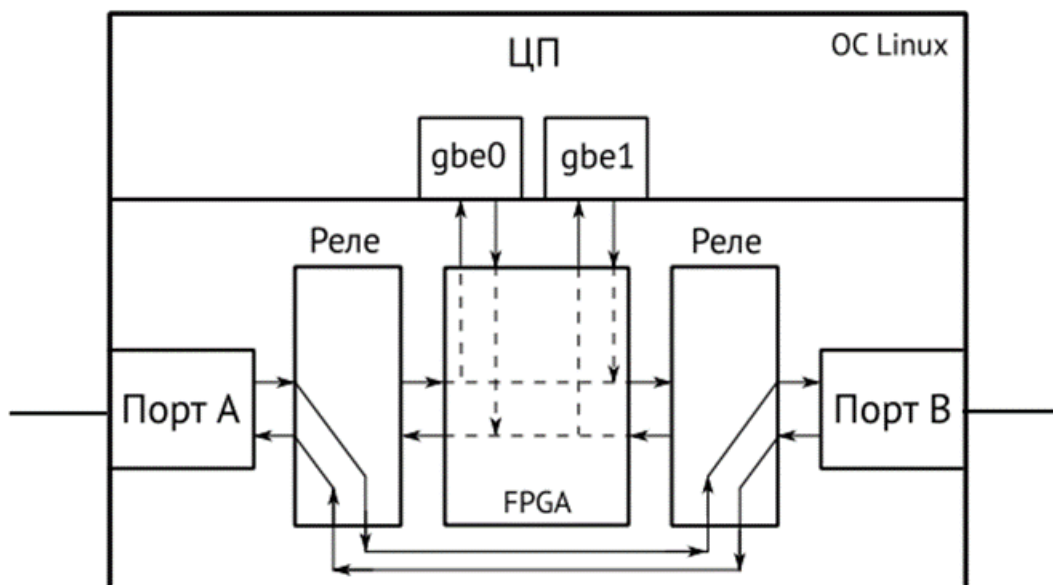 ЦП
ОС Linux
gbe0
gbe1
Реле
Реле
Порт А
Порт В
FPGA